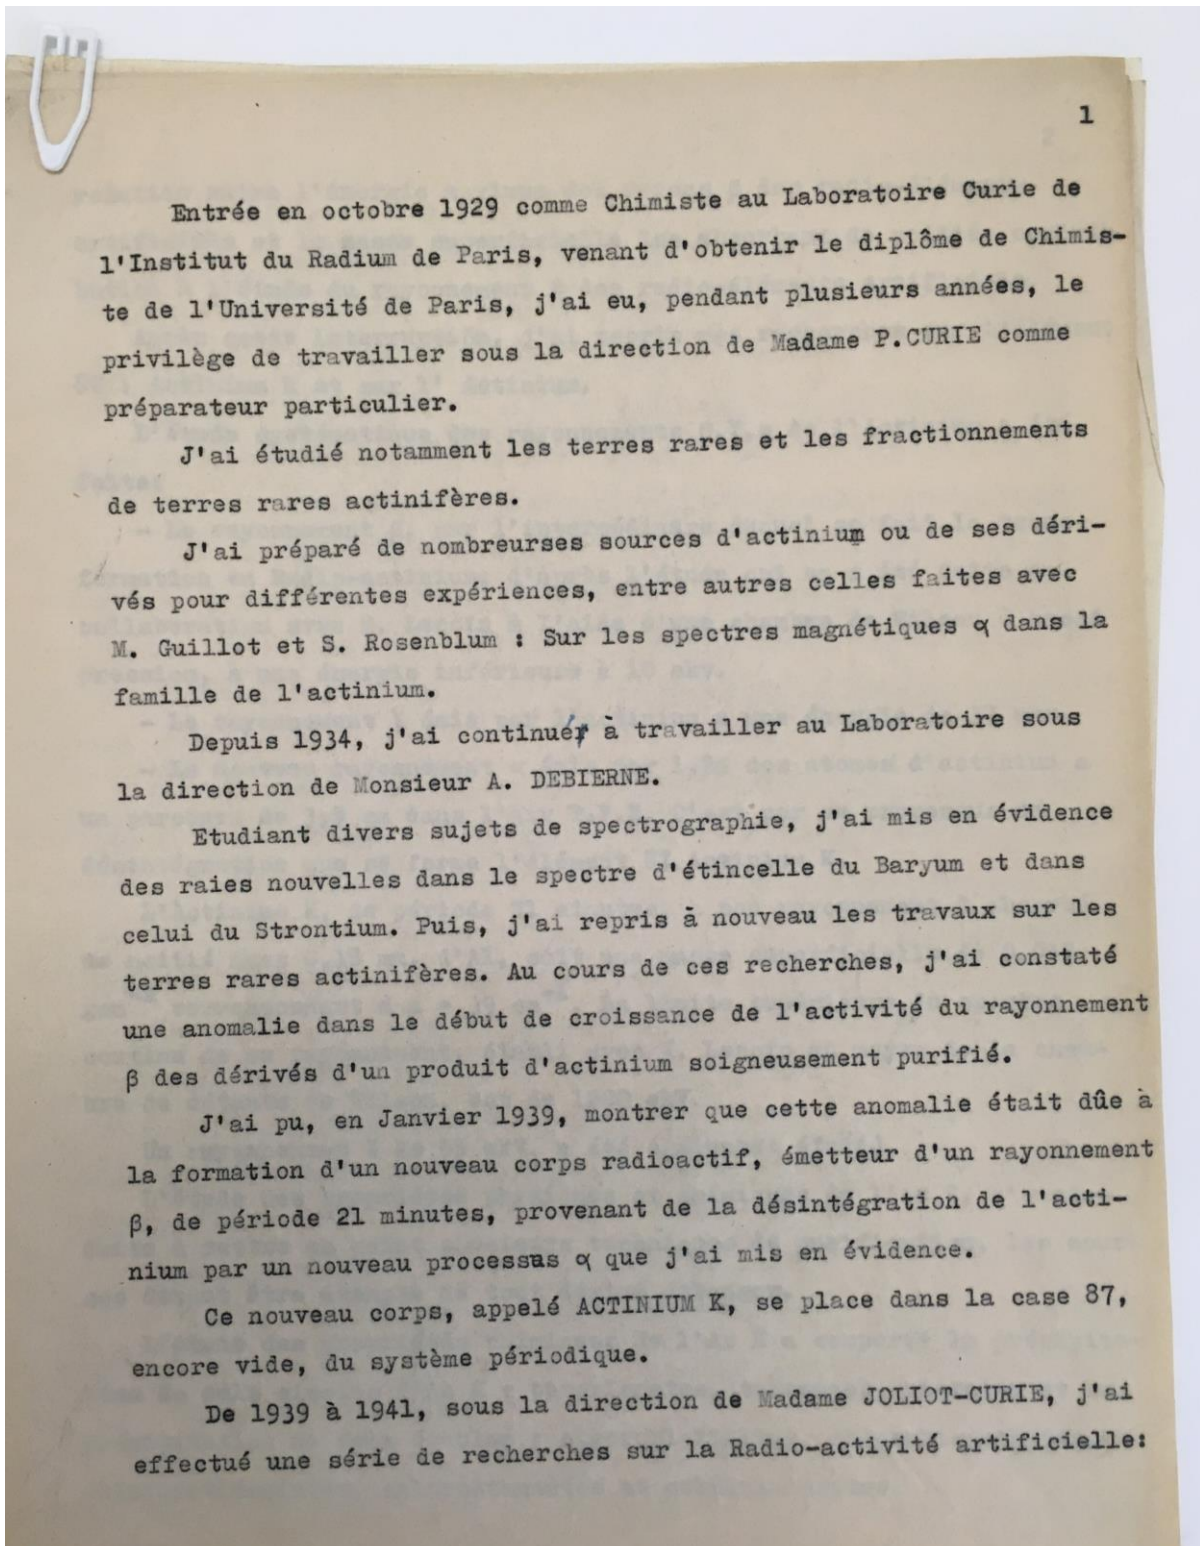 1
Entrée en octobre 1929 comme Chimiste au Laboratoire Curie de
l'Institut du Radium de Paris, venant d'obtenir le diplôme de Chimis-
te de l'Université de Paris, j'ai eu, pendant plusieurs années, le
privilège de travailler sous la direction de Madame P.CURIE comme
préparateur particulier.
J'ai étudié notamment les terres rares et les fractionnements
de terres rares actinifères.
J'ai préparé de nombreurses sources d'actinium ou de ses déri-
vés pour différentes expériences, entre autres celles faites avec
M. Guillot et S. Rosenblum : Sur les spectres magnétiques α dans la
famille de l'actinium.
Depuis 1934, j'ai continué à travailler au Laboratoire sous
la direction de Monsieur A. DEBIERNE.
Etudiant divers sujets de spectrographie, j'ai mis en évidence
des raies nouvelles dans le spectre d'étincelle du Baryum et dans
celui du Strontium. Puis, j'ai repris à nouveau les travaux sur les
terres rares actinifères. Au cours de ces recherches, j'ai constaté
une anomalie dans le début de croissance de l'activité du rayonnement
β des dérivés d'un produit d'actinium soigneusement purifié.
J'ai pu, en Janvier 1939, montrer que cette anomalie était dûe à
la formation d'un nouveau corps radioactif, émetteur d'un rayonnement
β, de période 21 minutes, provenant de la désintégration de l'acti-
nium par un nouveau processus α que j'ai mis en évidence.
Ce nouveau corps, appelé ACTINIUM K, se place dans la case 87,
encore vide, du système périodique.
De 1939 à 1941, sous la direction de Madame JOLIOT-CURIE, j'ai
effectué une série de recherches sur la Radio-activité artificielle: